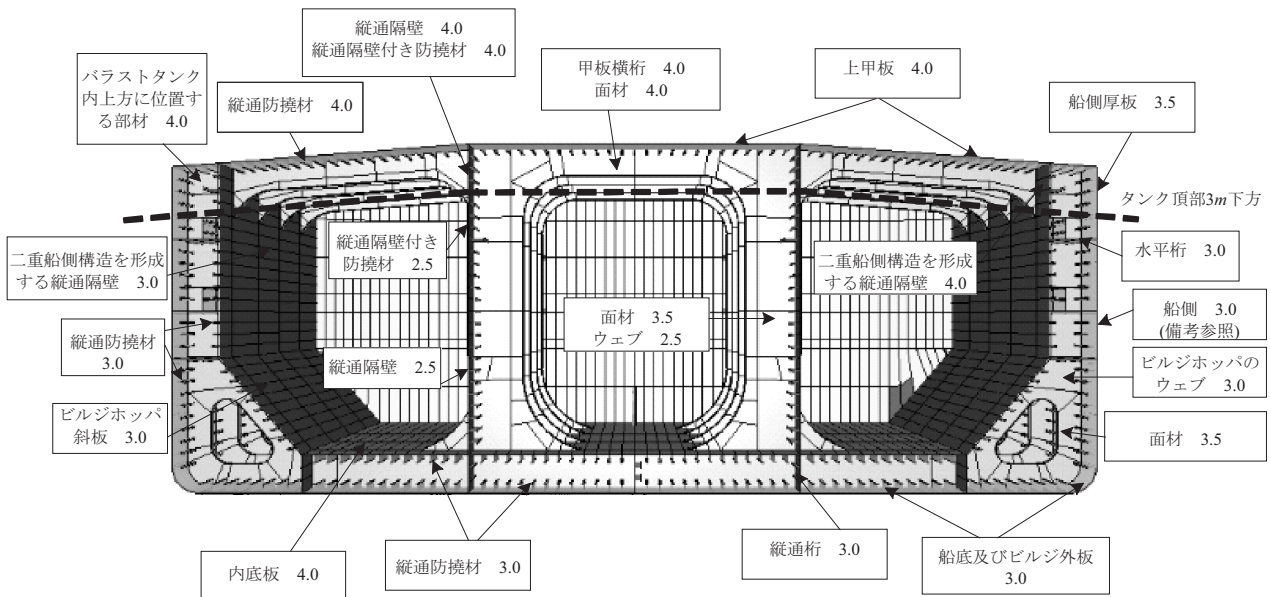 縦通隔壁 4.0
縦通隔壁付き防撓材 4.0
バラストタンク
内上方に位置す
る部材 4.0
縦通防撓材 4.0
甲板横桁 4.0
面材 4.0
上甲板 4.0
船側厚板 3.5
タンク頂部3m下方
二重船側構造を形成
する縦通隔壁 3.0
縦通隔壁付き
防撓材 2.5
二重船側構造を形成
する縦通隔壁 4.0
水平桁 3.0
面材 3.5
ウェブ 2.5
船側 3.0
(備考参照)
縦通防撓材
3.0
縦通隔壁 2.5
ビルジホッパの
ウェブ 3.0
ビルジホッパ
斜板 3.0
面材 3.5
内底板 4.0
縦通防撓材 3.0
縦通桁 3.0
船底及びビルジ外板
3.0